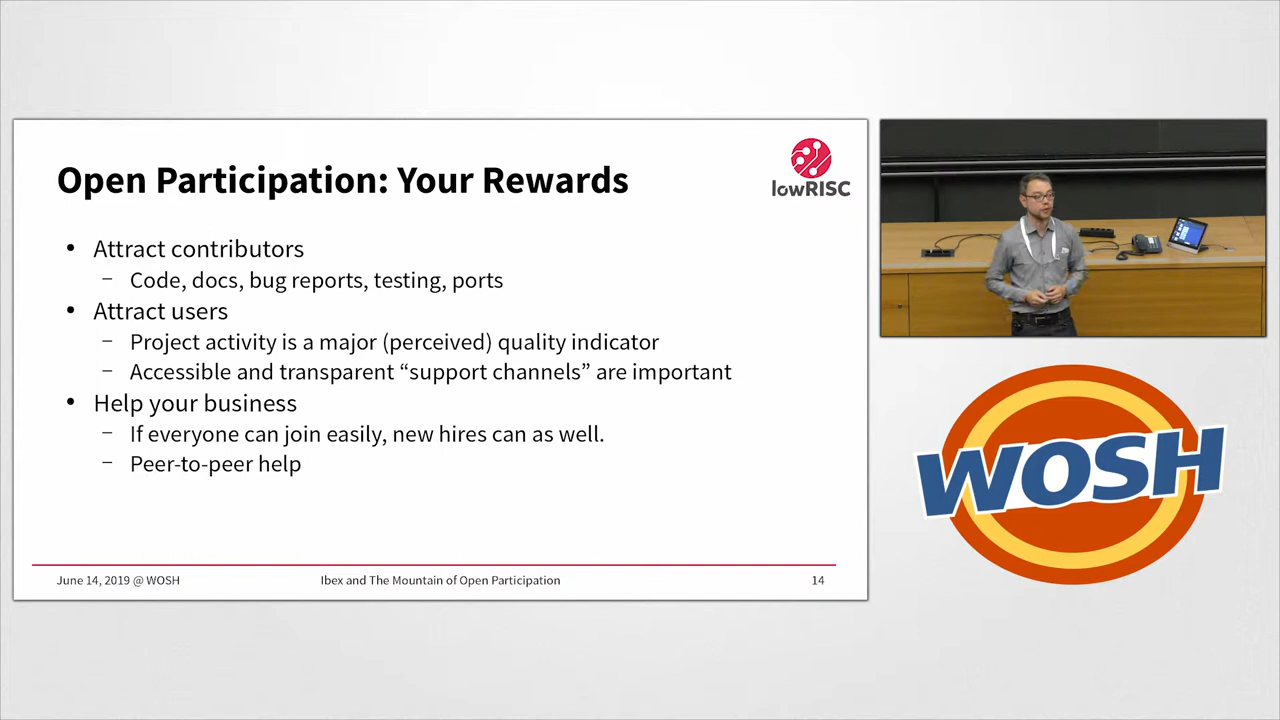 Open Participation: Your Rewards
lowRISC
• Attract contributors
– Code, docs, bug reports, testing, ports
• Attract users
– Project activity is a major (perceived) quality indicator
– Accessible and transparent “support channels” are important
• Help your business
– If everyone can join easily, new hires can as well.
– Peer-to-peer help
June 14, 2019 @ WOSH
Ibex and The Mountain of Open Participation
14
WOSH